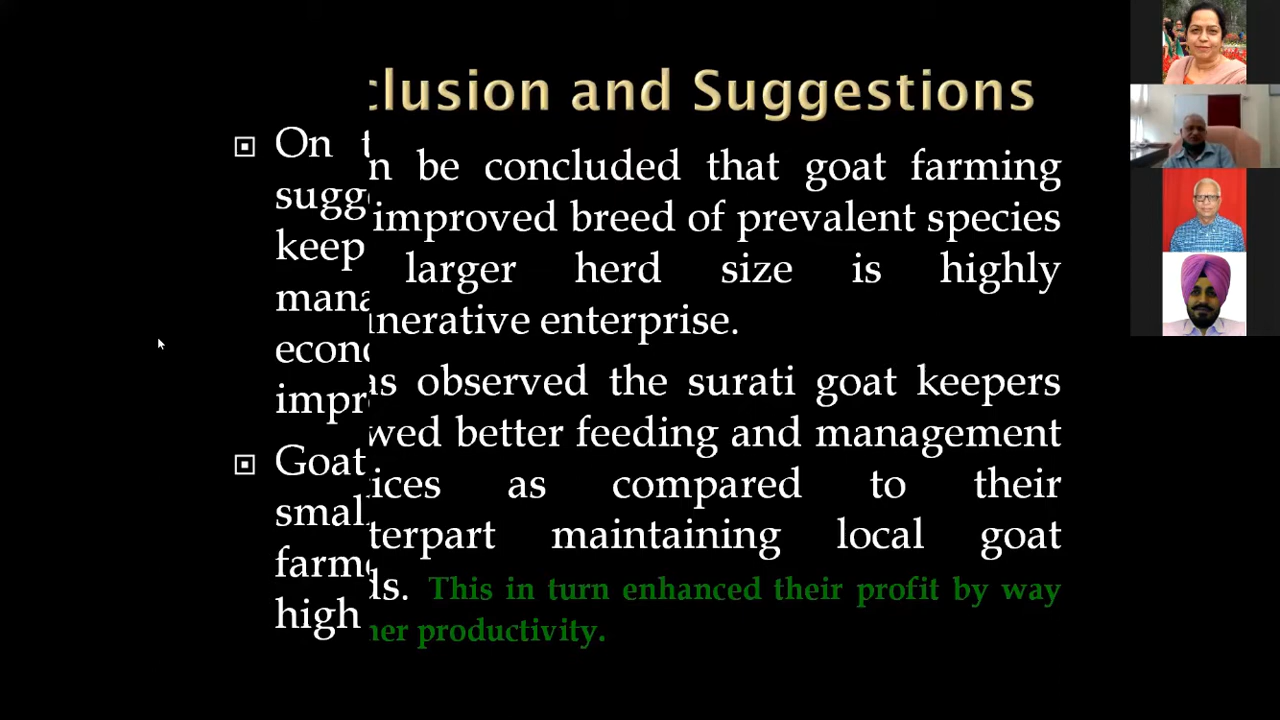 clusion and Suggestions
On
n be concluded that goat farming
sugg
improved breed of prevalent species
keep
larger herd size is highly
mana
nerative enterprise.
econ
as observed the surati goat keepers
impr
wed better feeding and management
Goat
ices as compared to their
smal
terpart maintaining local goat
farm
ds. This in turn enhanced their profit by way
high
her productivity.